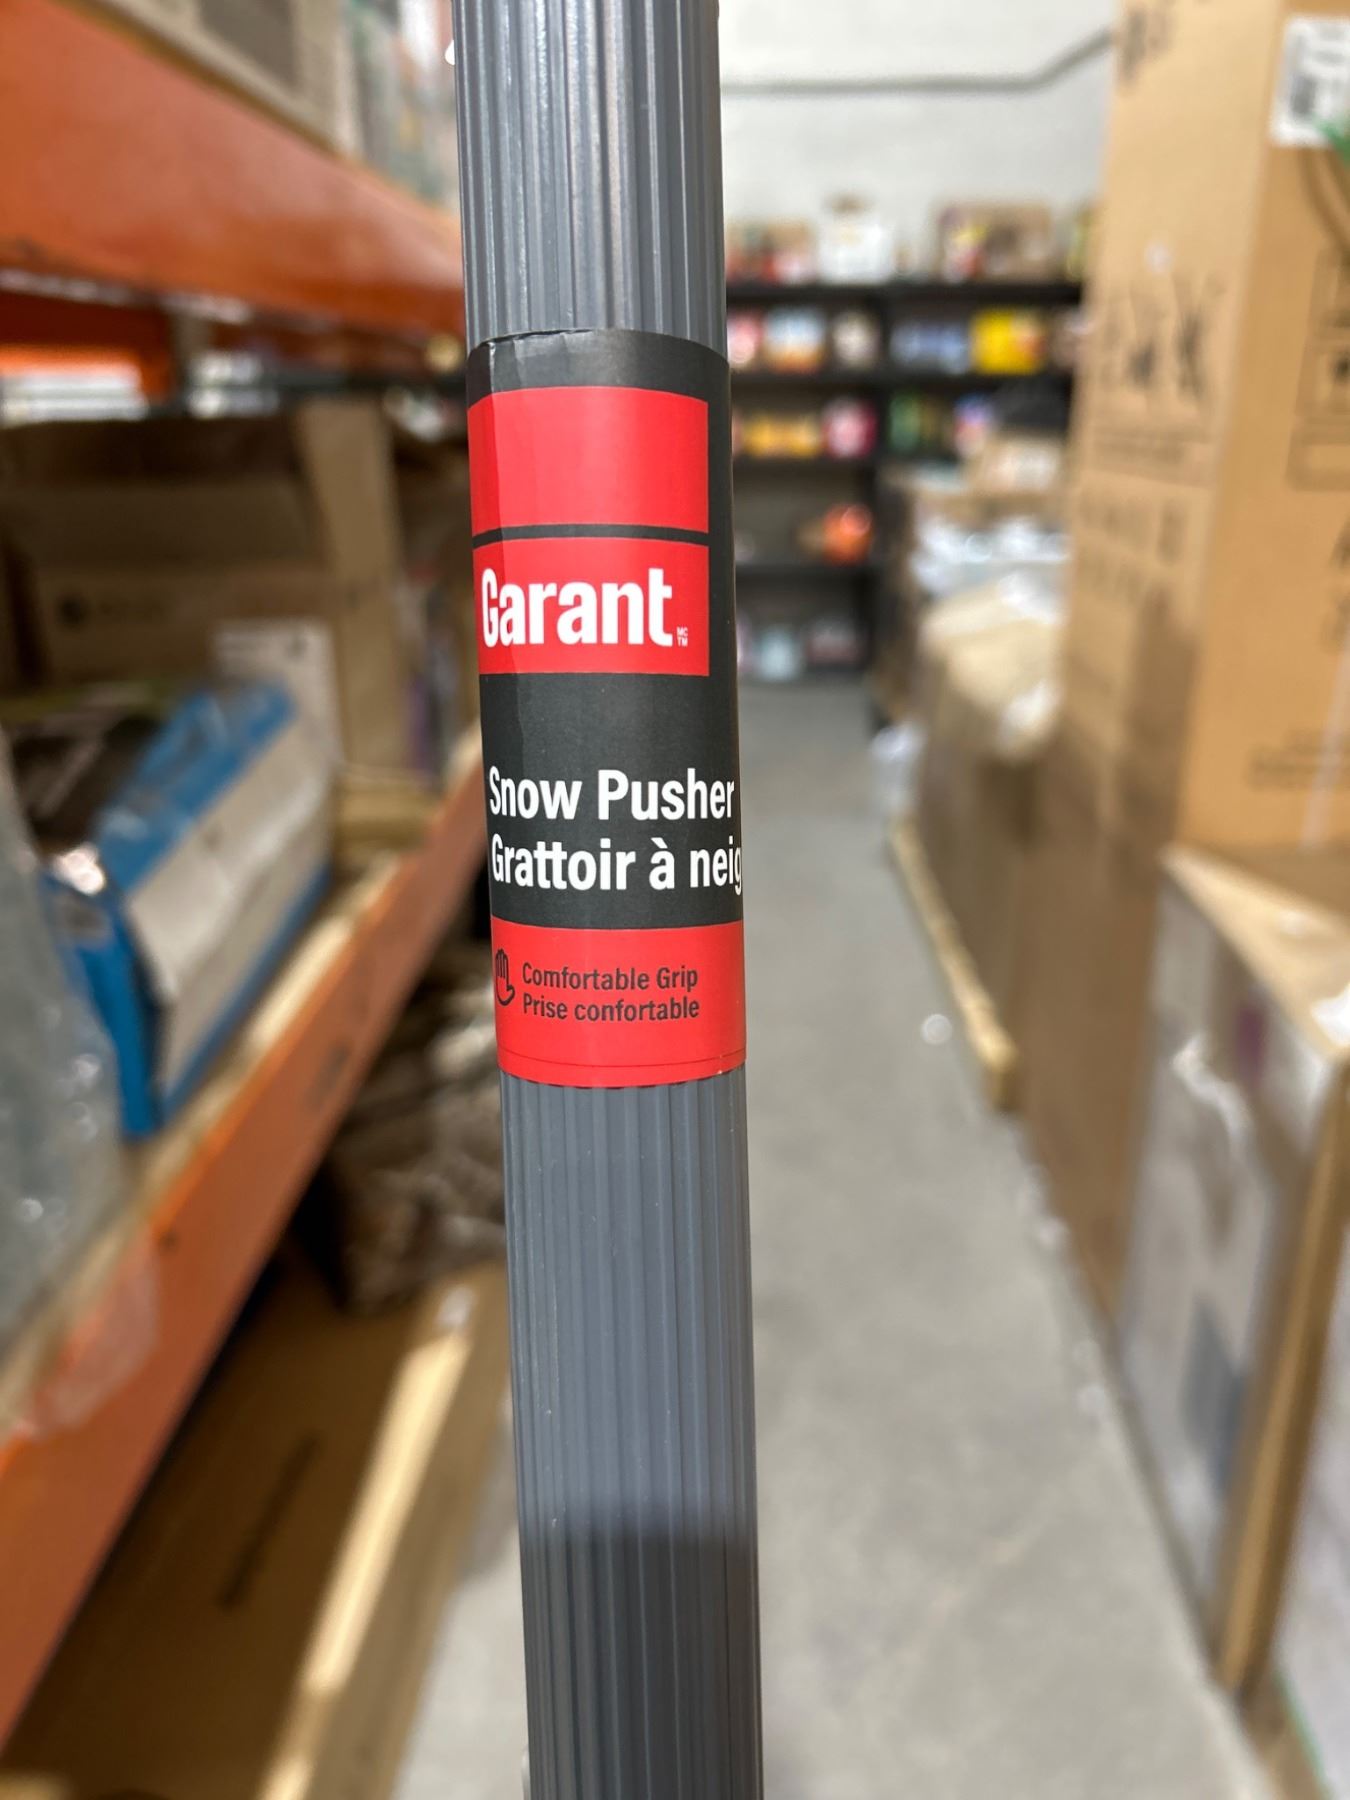 Garant
MC
TM
Snow Pusher
Grattoir à neig
Comfortable Grip
Prise confortable